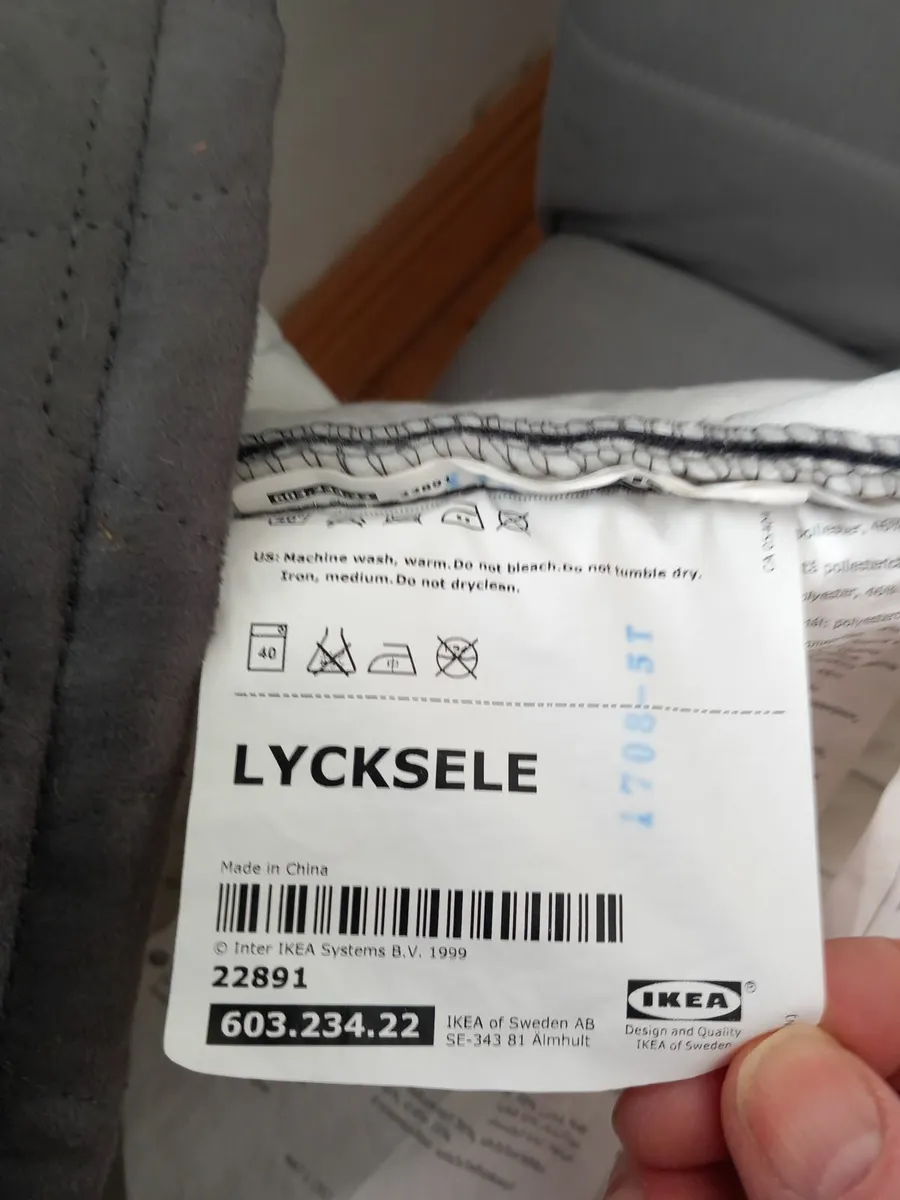 US: Machine wash, warm. Do not bleach. Do not tumble dry.
Iron, medium. Do not dryclean.
40
LYCKSELE
1708-5T
Made in China
© Inter IKEA Systems B.V. 1999
22891
603.234.22
IKEA of Sweden AB
SE-343 81 Älmhult
IKEA®
Design and Quality
IKEA of Sweden